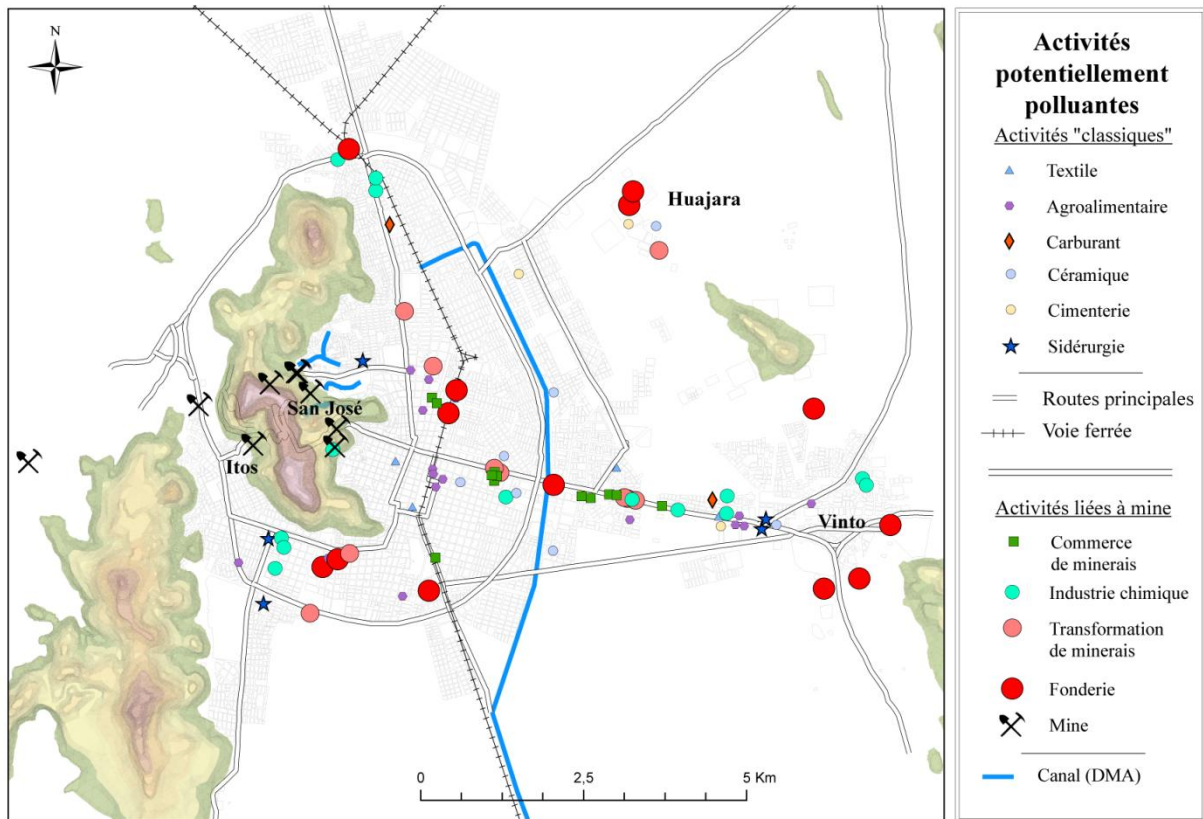 N
Huajara
San José
Itos
Vinto
0
2,5
5 Km
Activités
potentiellement
polluantes
Activités "classiques"
Textile
Agroalimentaire
Carburant
Céramique
Cimenterie
Sidérurgie
Routes principales
Voie ferrée
Activités liées à mine
Commerce
de minerais
Industrie chimique
Transformation
de minerais
Fonderie
Mine
Canal (DMA)